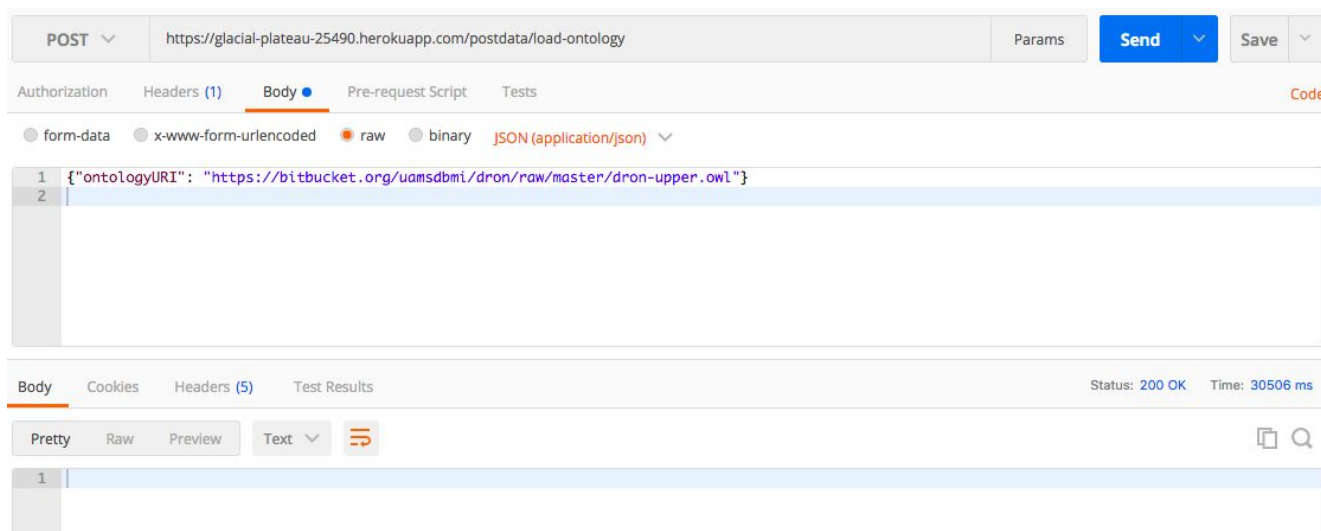 POST https://glacial-plateau-25490.herokuapp.com/postdata/load-ontology Params Send Save
Authorization Headers (1) Body Pre-request Script Tests Code
form-data x-www-form-urlencoded raw binary JSON (application/json)
1 {"ontologyURI": "https://bitbucket.org/uamsdbmi/dron/raw/master/dron-upper.owl"}
2
Body Cookies Headers (5) Test Results Status: 200 OK Time: 30506 ms
Pretty Raw Preview Text
1